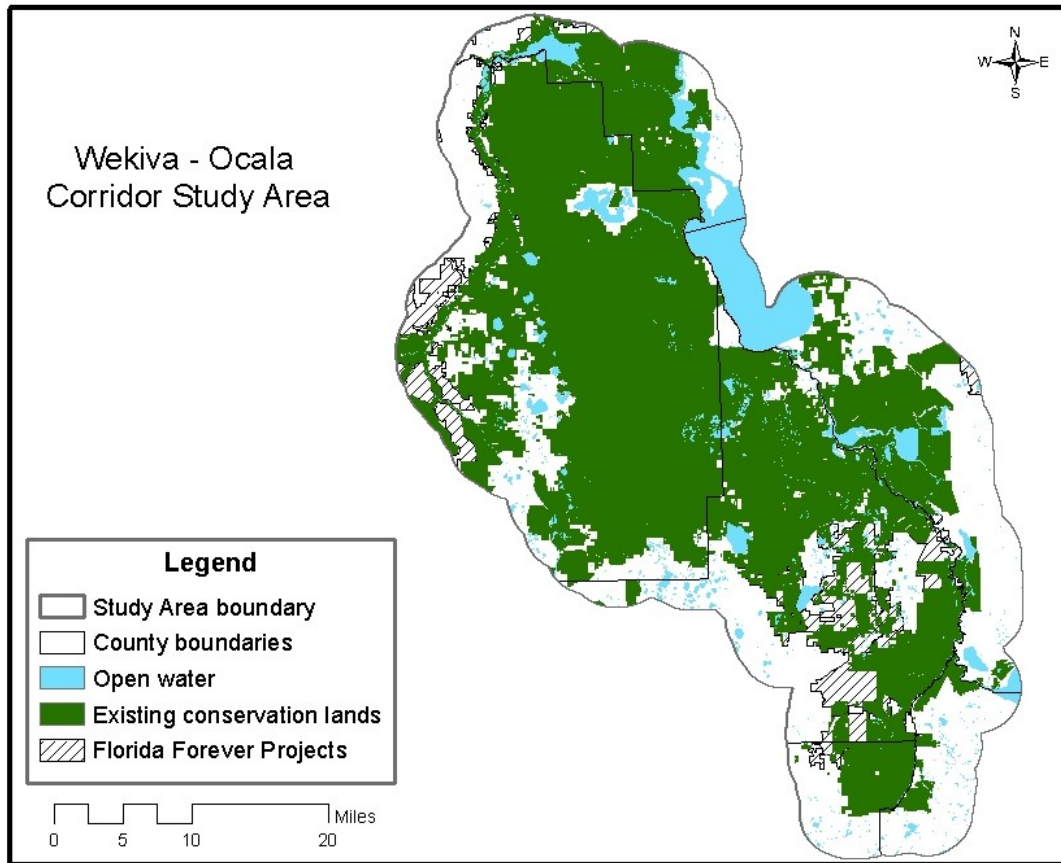 N
W E
S
Wekiva - Ocala
Corridor Study Area
Legend
Study Area boundary
County boundaries
Open water
Existing conservation lands
Florida Forever Projects
Miles
0 5 10 20